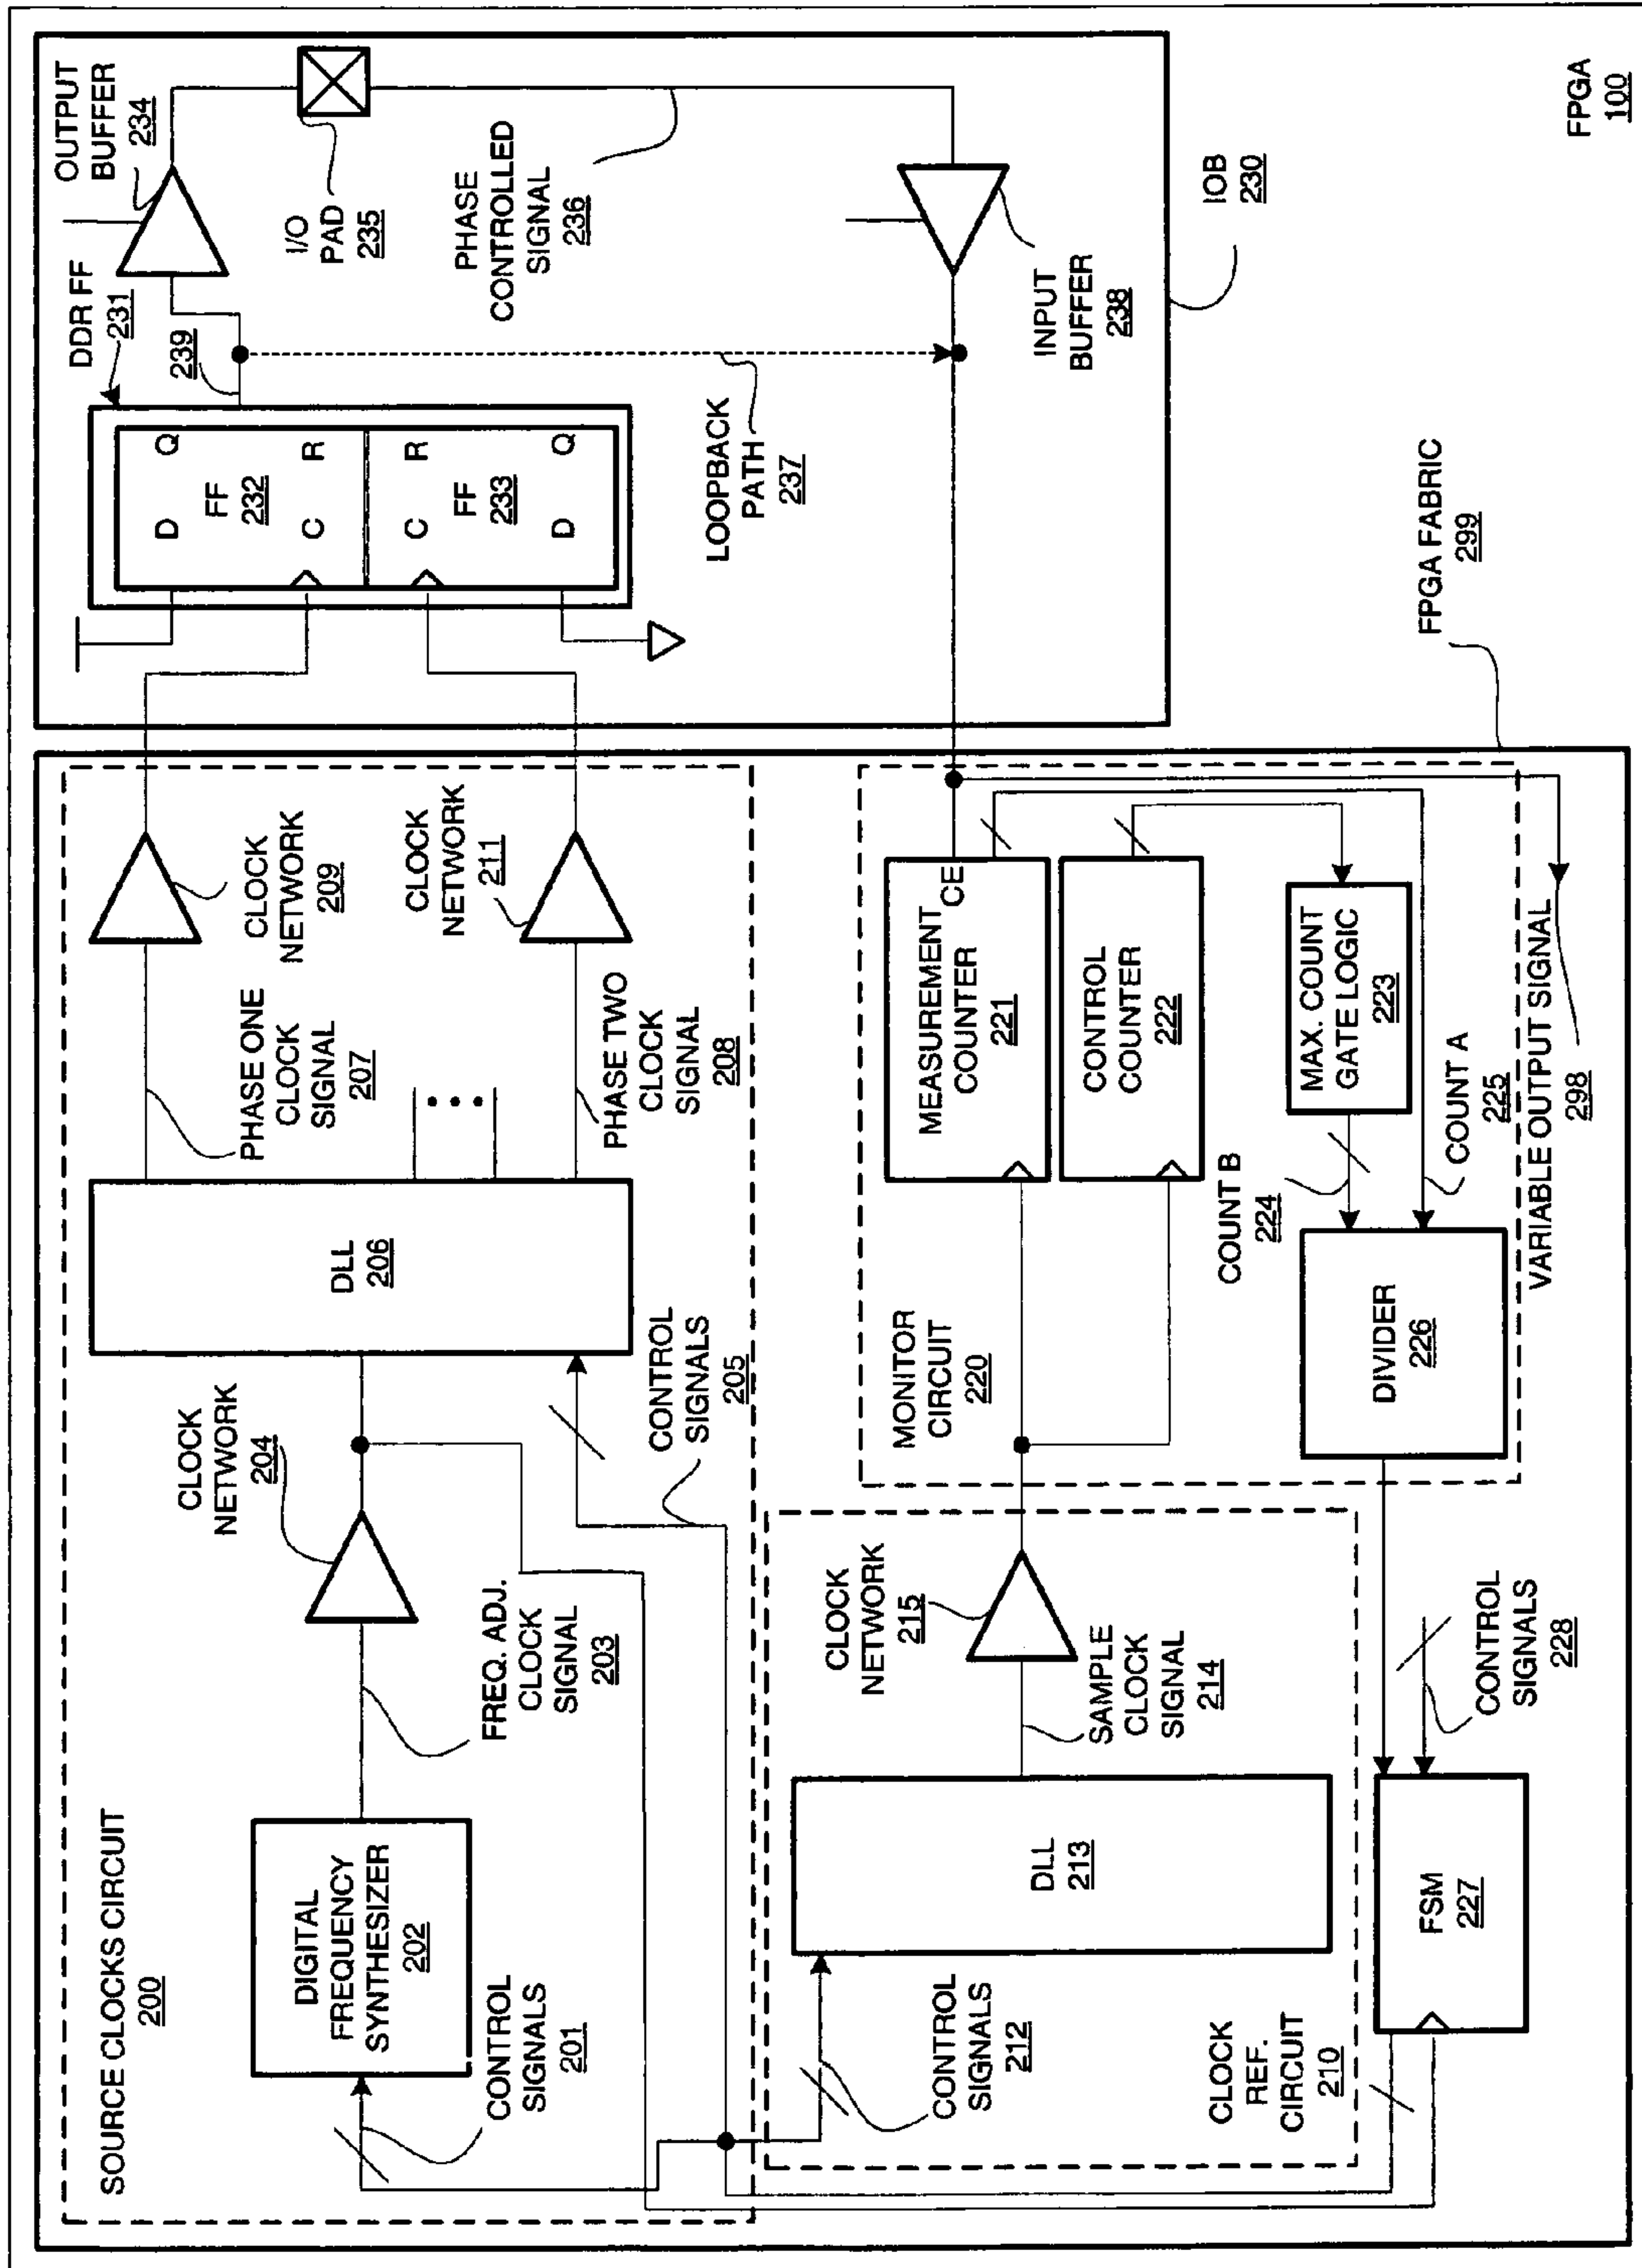 SOURCE CLOCKS CIRCUIT
200
DIGITAL
FREQUENCY
SYNTHESIZER
202
CONTROL
SIGNALS
201
FREQ. ADJ.
CLOCK
SIGNAL
203
CLOCK
NETWORK
204
CONTROL
SIGNALS
205
DLL
206
PHASE ONE
CLOCK
SIGNAL
207
PHASE TWO
CLOCK
SIGNAL
208
CLOCK
NETWORK
209
CLOCK
NETWORK
211
CONTROL
SIGNALS
212
CLOCK
REF.
CIRCUIT
210
DLL
213
SAMPLE
CLOCK
SIGNAL
214
CLOCK
NETWORK
215
FSM
227
CONTROL
SIGNALS
228
MONITOR
CIRCUIT
220
MEASUREMENT
COUNTER
221
CE
CONTROL
COUNTER
222
MAX. COUNT
GATE LOGIC
223
COUNT B
224
COUNT A
225
DIVIDER
226
VARIABLE OUTPUT SIGNAL
298
FPGA FABRIC
299
DDR FF
231
239
D
Q
FF
232
C
R
C
R
FF
233
D
Q
OUTPUT
BUFFER
234
I/O
PAD
235
PHASE
CONTROLLED
SIGNAL
236
LOOPBACK
PATH
237
INPUT
BUFFER
238
IOB
230
FPGA
100